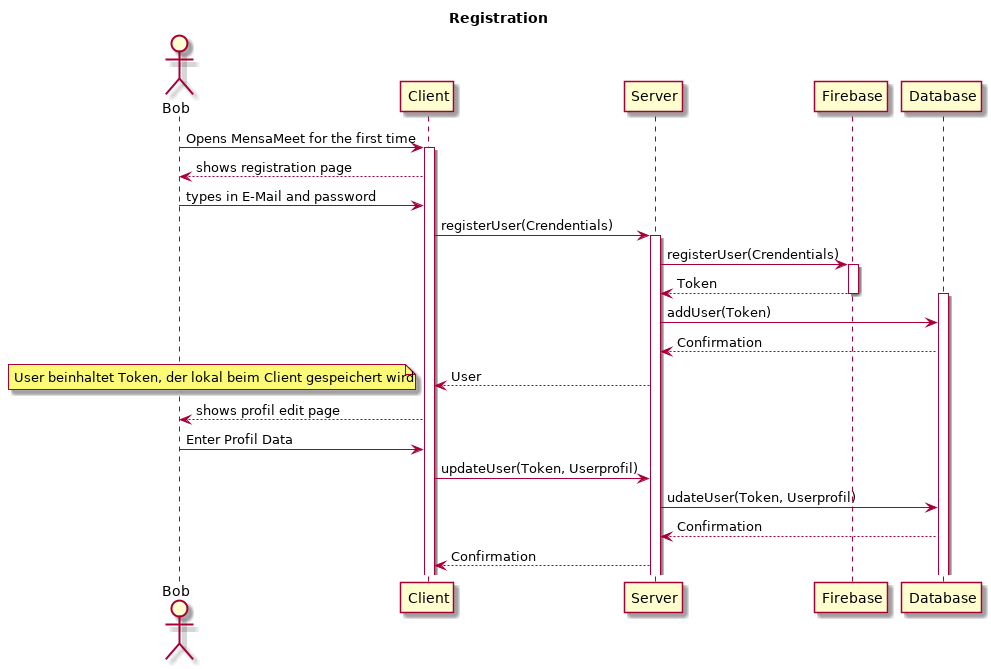 Registration
Bob
Client
Server
Firebase
Database
Opens MensaMeet for the first time
shows registration page
types in E-Mail and password
registerUser(Crendentials)
registerUser(Crendentials)
Token
addUser(Token)
Confirmation
User beinhaltet Token, der lokal beim Client gespeichert wird
User
shows profil edit page
Enter Profil Data
updateUser(Token, Userprofil)
udateUser(Token, Userprofil)
Confirmation
Confirmation
Bob
Client
Server
Firebase
Database